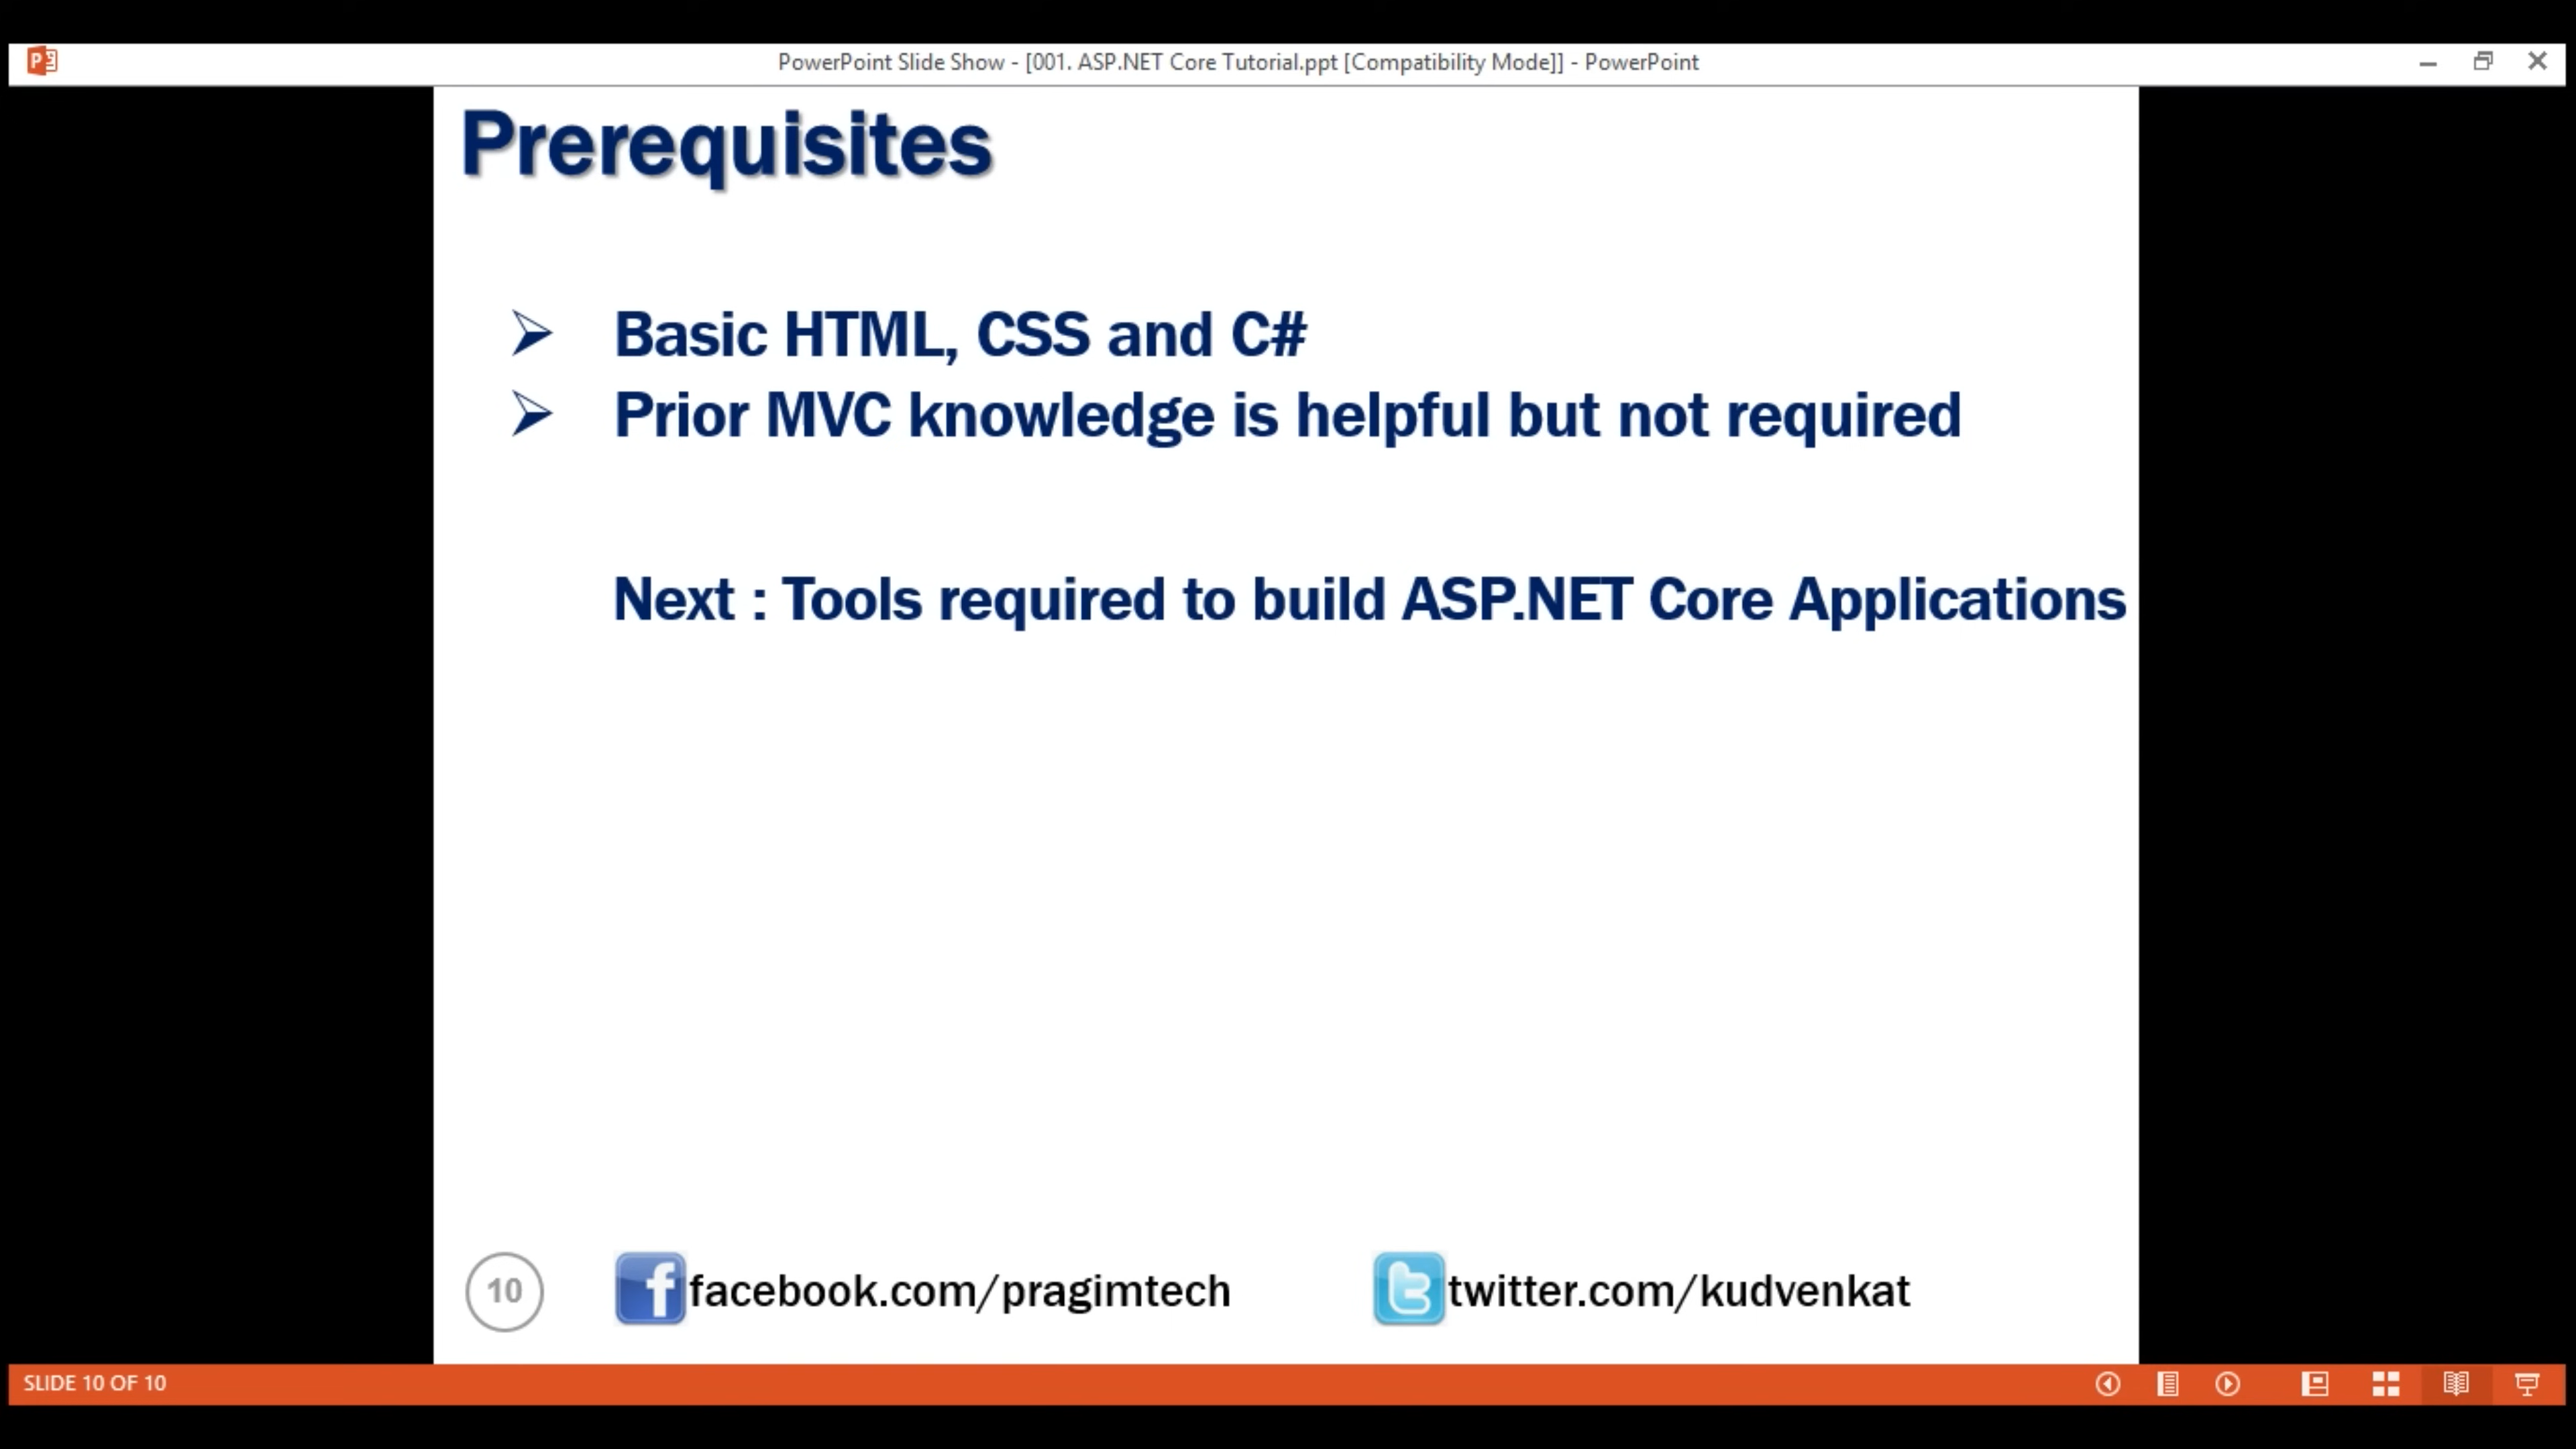 PowerPoint Slide Show - [001. ASP.NET Core Tutorial.ppt [Compatibility Mode]] - PowerPoint
Prerequisites
Basic HTML, CSS and C#
Prior MVC knowledge is helpful but not required
Next : Tools required to build ASP.NET Core Applications
10 facebook.com/pragimtech twitter.com/kudvenkat
SLIDE 10 OF 10